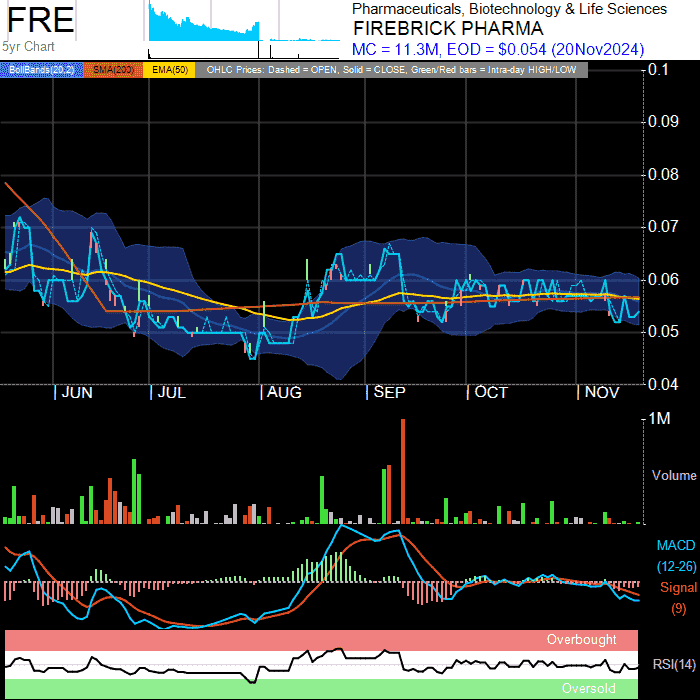 FRE
5yr Chart
Pharmaceuticals, Biotechnology & Life Sciences
FIREBRICK PHARMA
MC = 11.3M, EOD = $0.054 (20Nov2024)
BollBands(20,2) SMA(200) EMA(50) OHLC Prices: Dashed = OPEN, Solid = CLOSE, Green/Red bars = Intra-day HIGH/LOW
0.1
0.09
0.08
0.07
0.06
0.05
0.04
JUN JUL AUG SEP OCT NOV
1M
Volume
MACD
(12-26)
Signal
(9)
Overbought
RSI(14)
Oversold